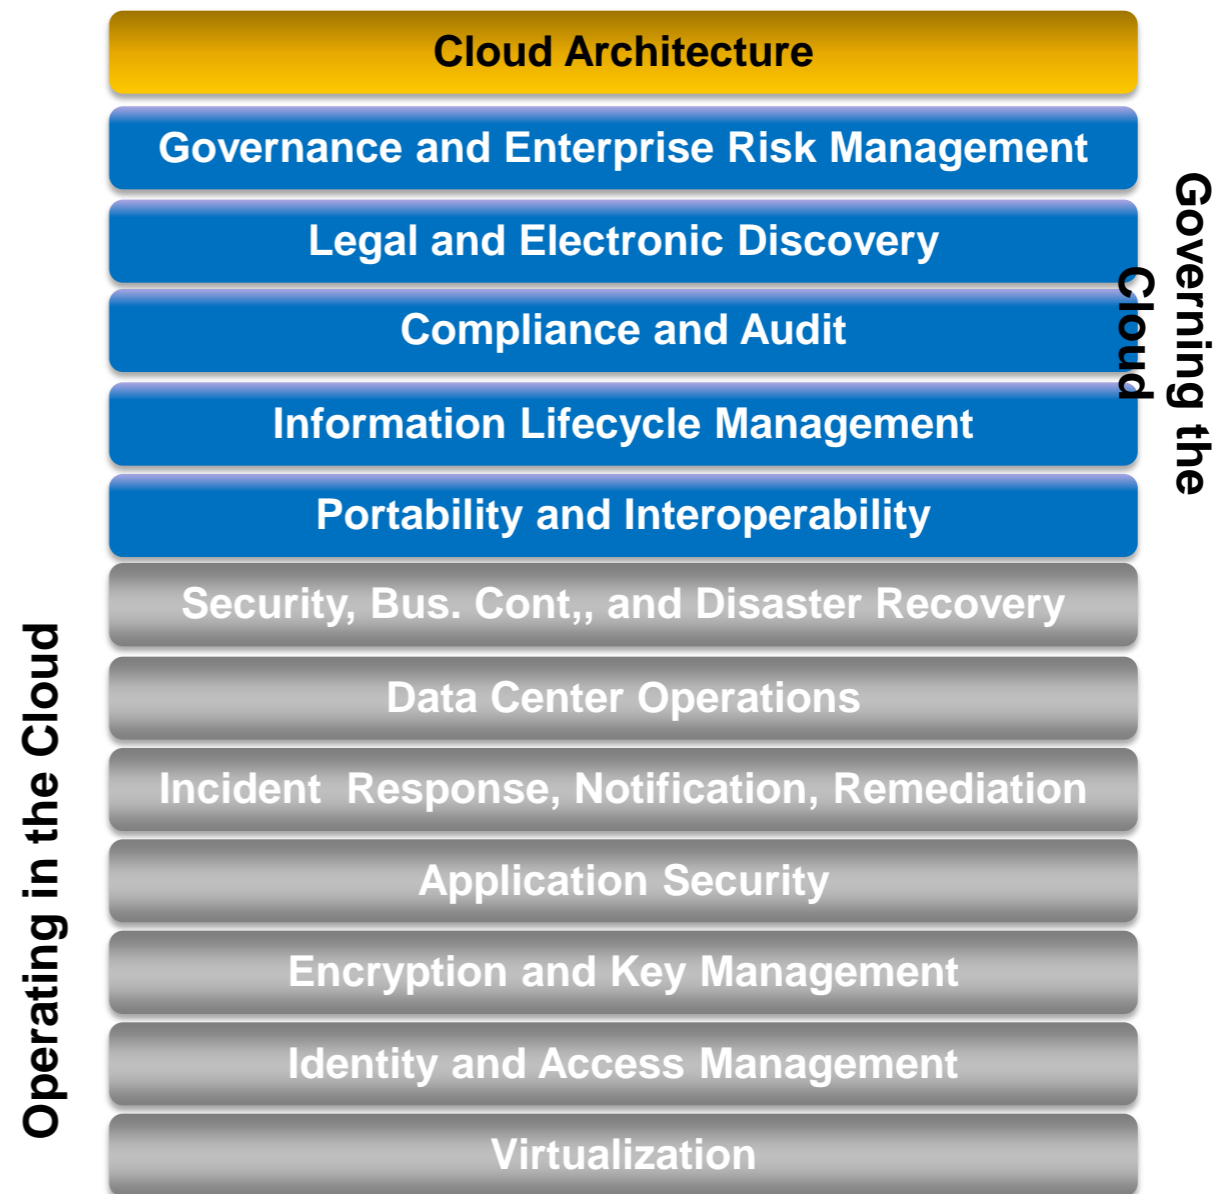 Cloud Architecture
Governance and Enterprise Risk Management
Legal and Electronic Discovery
Compliance and Audit
Information Lifecycle Management
Portability and Interoperability
Security, Bus. Cont,, and Disaster Recovery
Data Center Operations
Incident  Response, Notification, Remediation
Application Security
Encryption and Key Management
Identity and Access Management
Virtualization
Governing the
Cloud
Operating in the Cloud